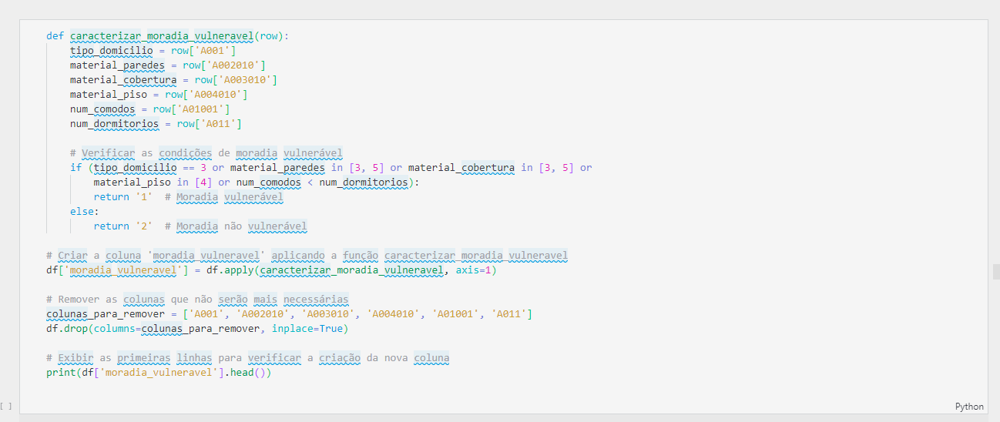 def caracterizar_moradia_vulneravel(row):
    tipo_domicilio = row['A001']
    material_paredes = row['A002010']
    material_cobertura = row['A003010']
    material_piso = row['A004010']
    num_comodos = row['A01001']
    num_dormitorios = row['A011']

    # Verificar as condições de moradia vulnerável
    if (tipo_domicilio == 3 or material_paredes in [3, 5] or material_cobertura in [3, 5] or
        material_piso in [4] or num_comodos < num_dormitorios):
        return '1'  # Moradia vulnerável
    else:
        return '2'  # Moradia não vulnerável

# Criar a coluna 'moradia_vulneravel' aplicando a função caracterizar_moradia_vulneravel
df['moradia_vulneravel'] = df.apply(caracterizar_moradia_vulneravel, axis=1)

# Remover as colunas que não serão mais necessárias
colunas_para_remover = ['A001', 'A002010', 'A003010', 'A004010', 'A01001', 'A011']
df.drop(columns=colunas_para_remover, inplace=True)

# Exibir as primeiras linhas para verificar a criação da nova coluna
print(df['moradia_vulneravel'].head())
[ ]
Python